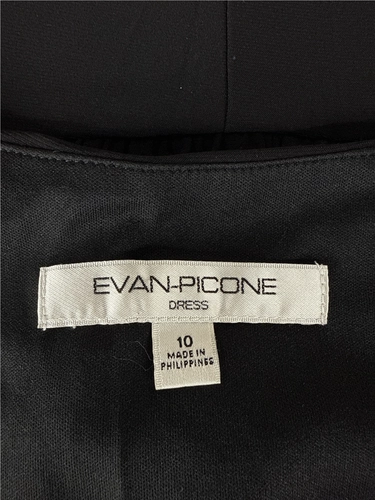 EVAN-PICONE
DRESS
10
MADE IN
PHILIPPINES